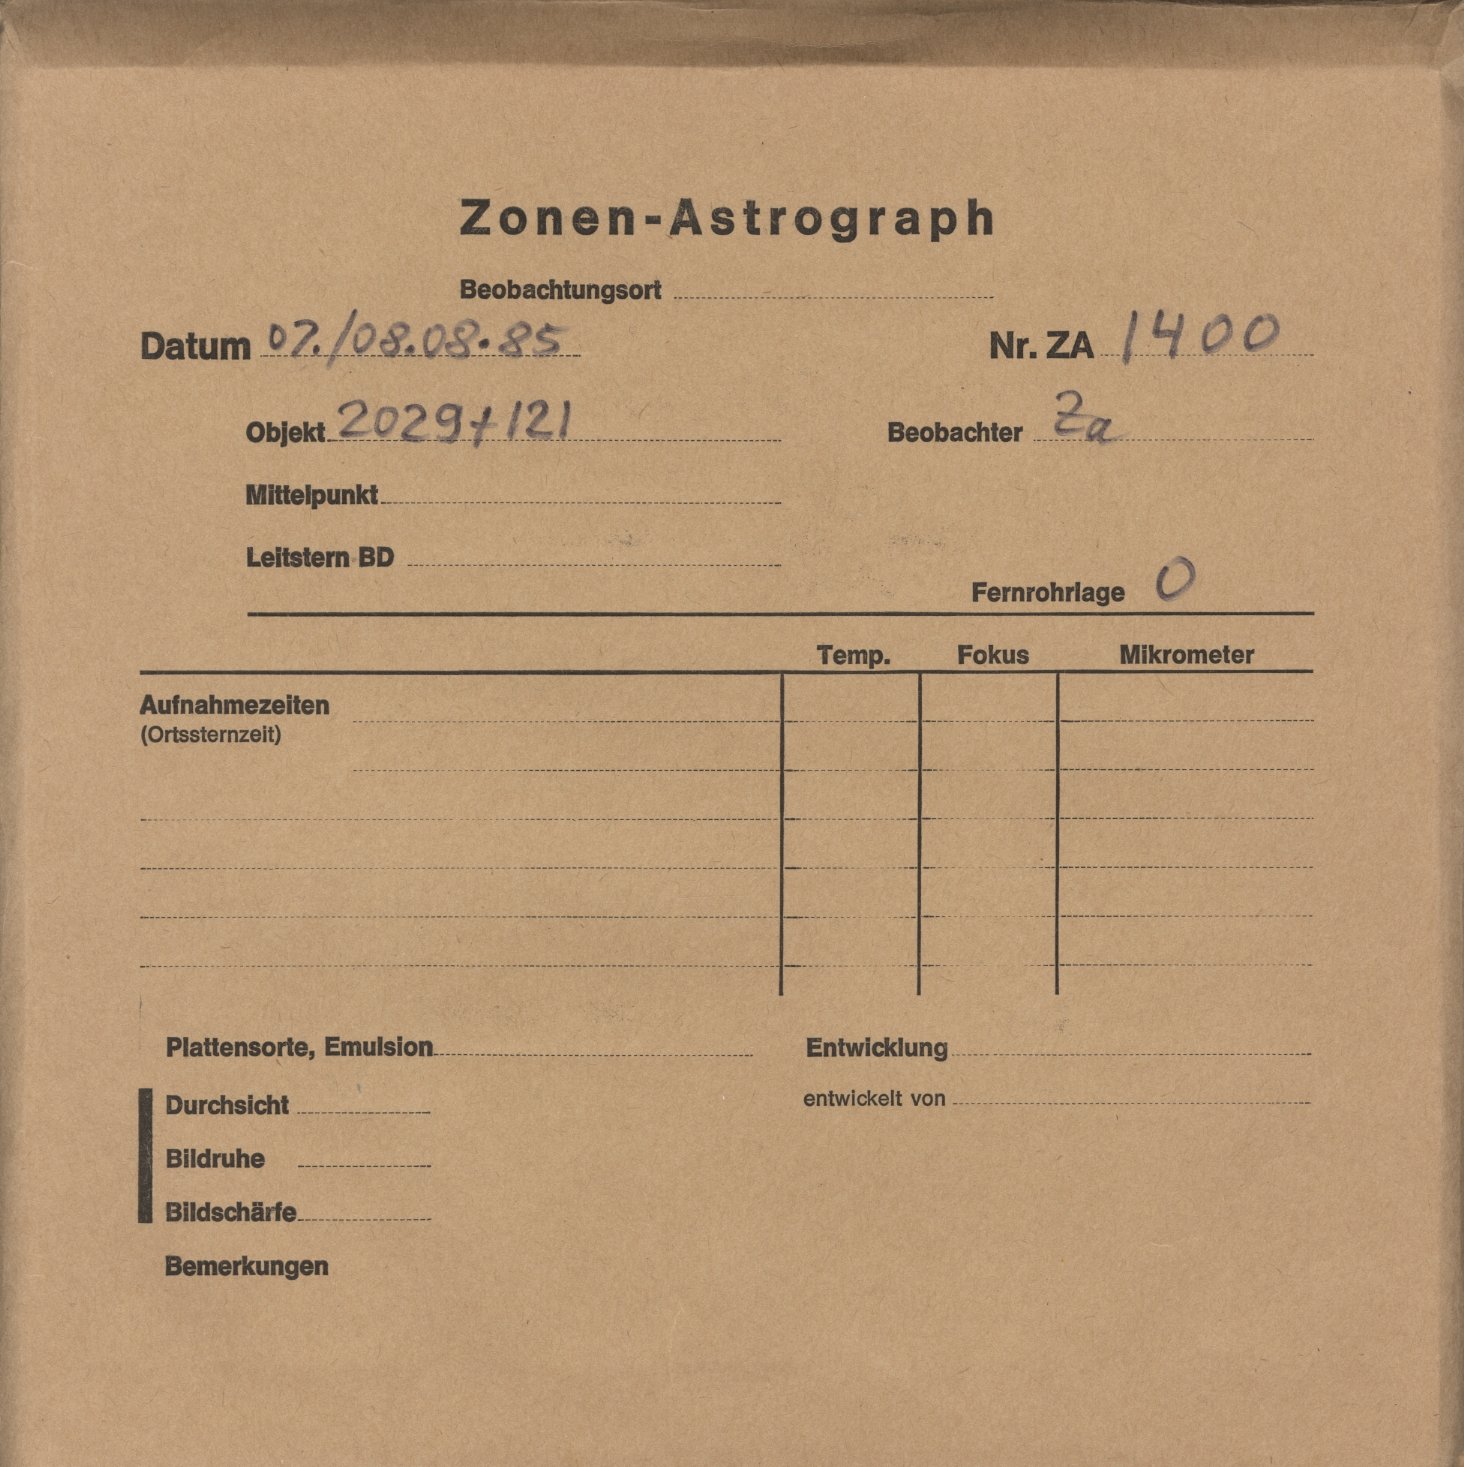 Zonen-Astrograph
Beobachtungsort
Datum 07./08.08.85 Nr. ZA 1400
Objekt 2029+121 Beobachter Za
Mittelpunkt
Leitstern BD
Fernrohrlage O
Temp. Fokus Mikrometer
Aufnahmezeiten
(Ortssternzeit)
Plattensorte, Emulsion Entwicklung
Durchsicht entwickelt von
Bildruhe
Bildschärfe
Bemerkungen